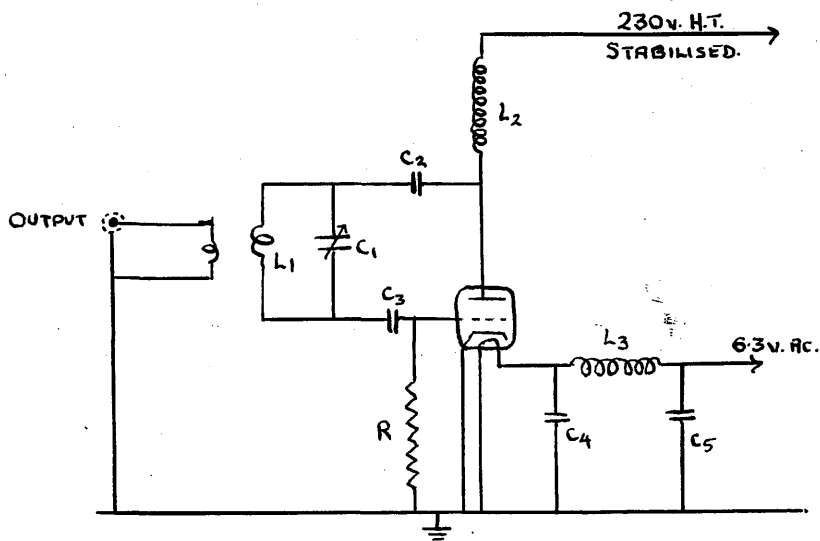 230v. H.T.
STABILISED.
L2
C2
OUTPUT
L1
C1
C3
L3
6.3v. AC.
R
C4
C5